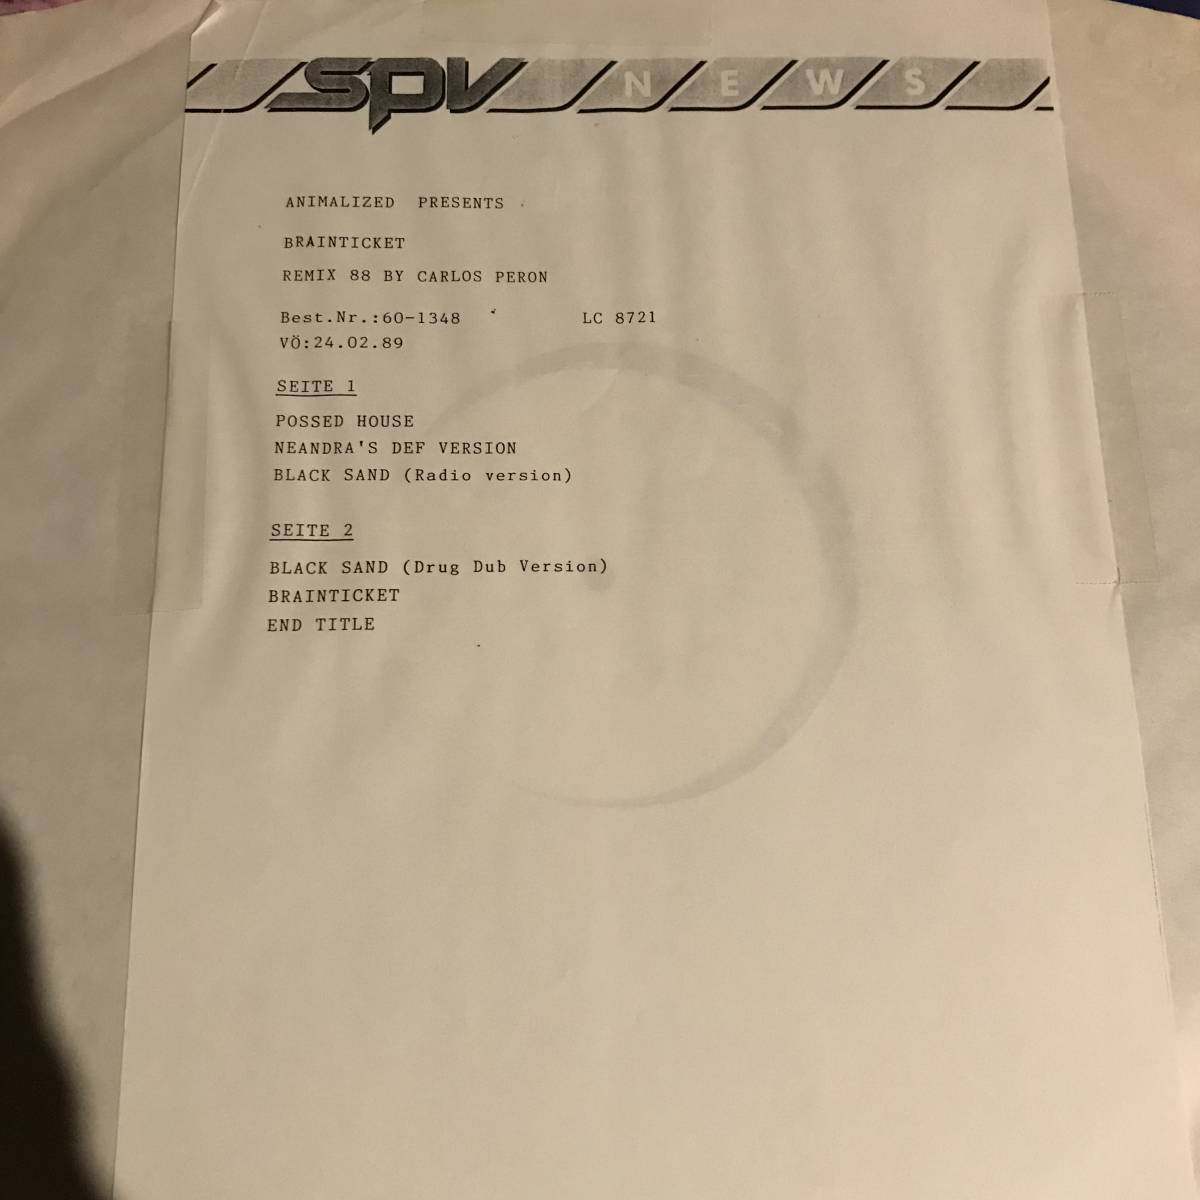 spv NEWS
ANIMALIZED PRESENTS
BRAINTICKET
REMIX 88 BY CARLOS PERON
Best.Nr.:60-1348 LC 8721
VÖ:24.02.89
SEITE 1
POSSED HOUSE
NEANDRA'S DEF VERSION
BLACK SAND (Radio version)
SEITE 2
BLACK SAND (Drug Dub Version)
BRAINTICKET
END TITLE